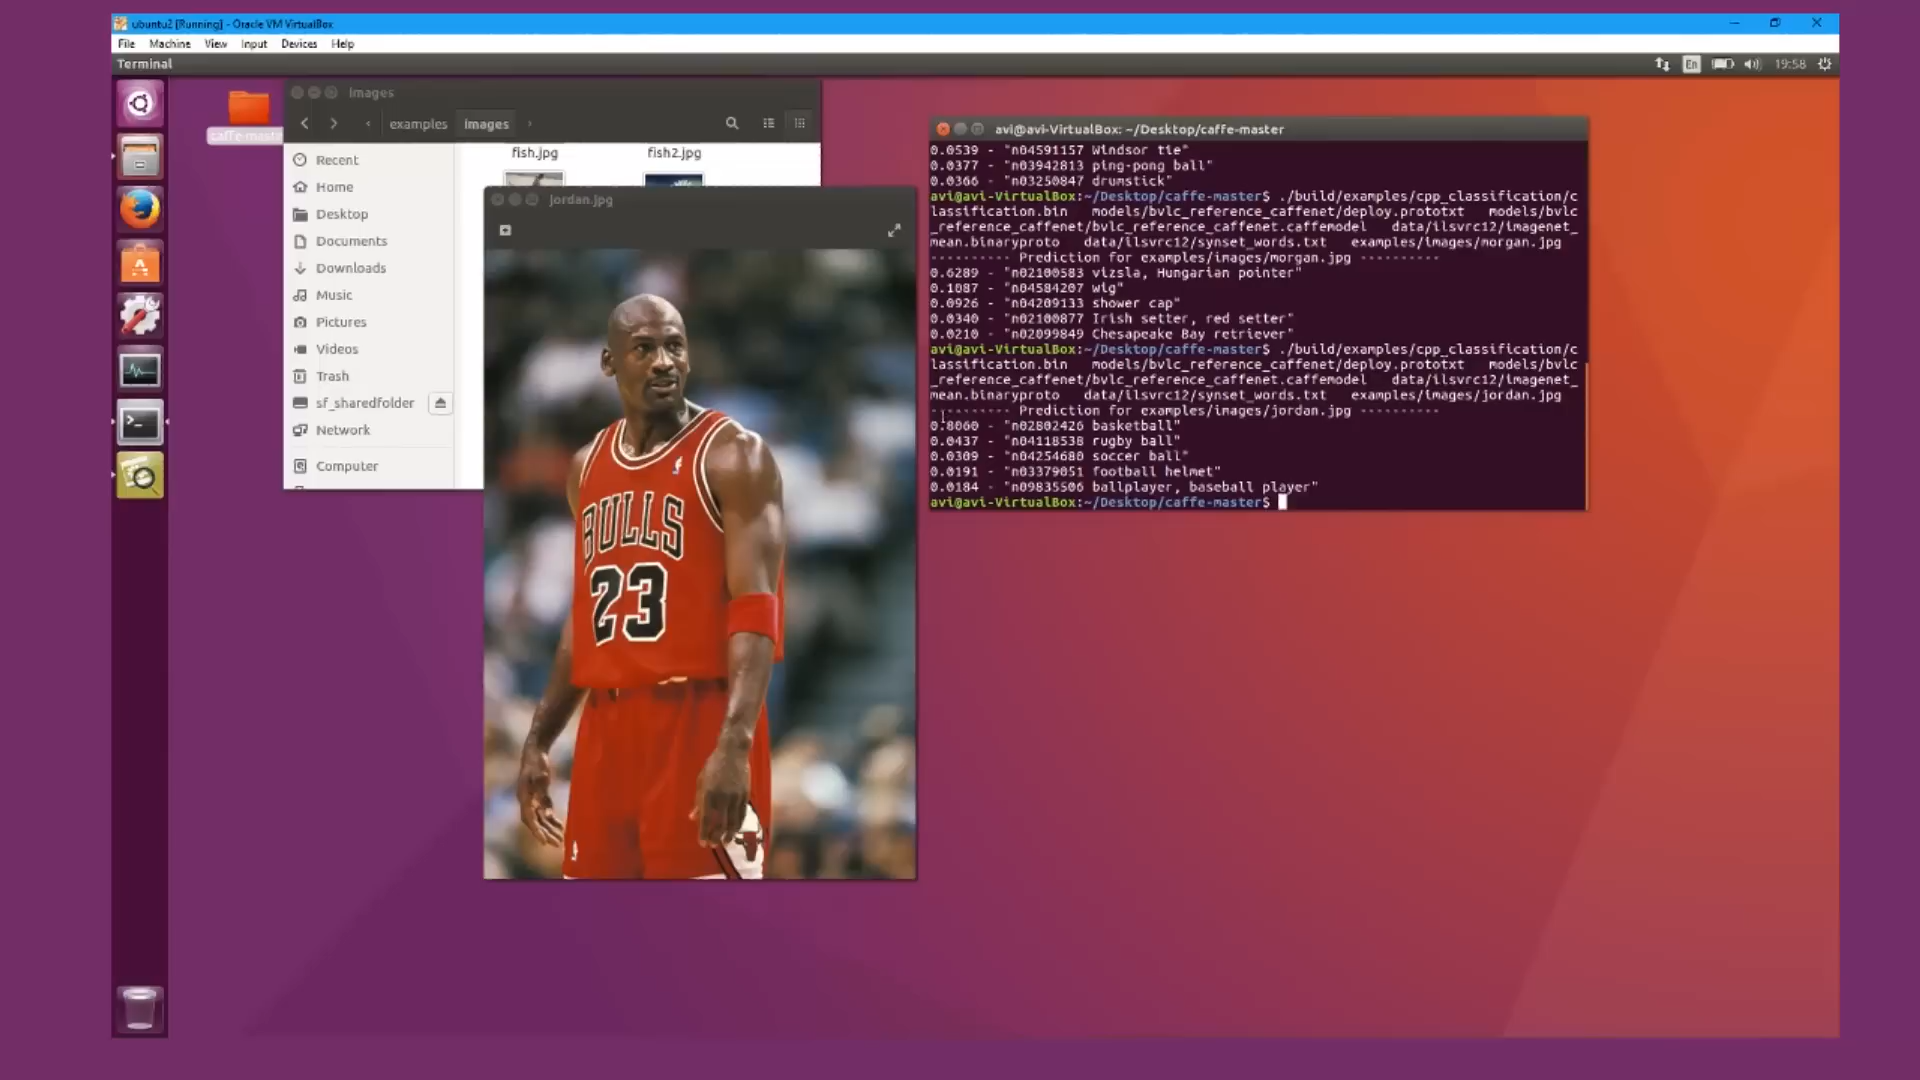 ubuntu2 [Running] - Oracle VM VirtualBox
File Machine View Input Devices Help
Terminal
En
19:58
caffe-master
Images
examples
Images
fish.jpg
fish2.jpg
Recent
Home
Desktop
Documents
Downloads
Music
Pictures
Videos
Trash
sf_sharedfolder
Network
Computer
jordan.jpg
BULLS
23
avi@avi-VirtualBox: ~/Desktop/caffe-master
0.0539 - "n04591157 Windsor tie"
0.0377 - "n03942813 ping-pong ball"
0.0366 - "n03250847 drumstick"
avi@avi-VirtualBox:~/Desktop/caffe-master$ ./build/examples/cpp_classification/c
lassification.bin models/bvlc_reference_caffenet/deploy.prototxt models/bvlc
_reference_caffenet/bvlc_reference_caffenet.caffemodel data/ilsvrc12/imagenet_
mean.binaryproto data/ilsvrc12/synset_words.txt examples/images/morgan.jpg
---------- Prediction for examples/images/morgan.jpg ----------
0.6289 - "n02100583 vizsla, Hungarian pointer"
0.1087 - "n04584207 wig"
0.0926 - "n04209133 shower cap"
0.0340 - "n02100877 Irish setter, red setter"
0.0210 - "n02099849 Chesapeake Bay retriever"
avi@avi-VirtualBox:~/Desktop/caffe-master$ ./build/examples/cpp_classification/c
lassification.bin models/bvlc_reference_caffenet/deploy.prototxt models/bvlc
_reference_caffenet/bvlc_reference_caffenet.caffemodel data/ilsvrc12/imagenet_
mean.binaryproto data/ilsvrc12/synset_words.txt examples/images/jordan.jpg
---------- Prediction for examples/images/jordan.jpg ----------
0.8060 - "n02802426 basketball"
0.0437 - "n04118538 rugby ball"
0.0309 - "n04254680 soccer ball"
0.0191 - "n03379051 football helmet"
0.0184 - "n09835506 ballplayer, baseball player"
avi@avi-VirtualBox:~/Desktop/caffe-master$